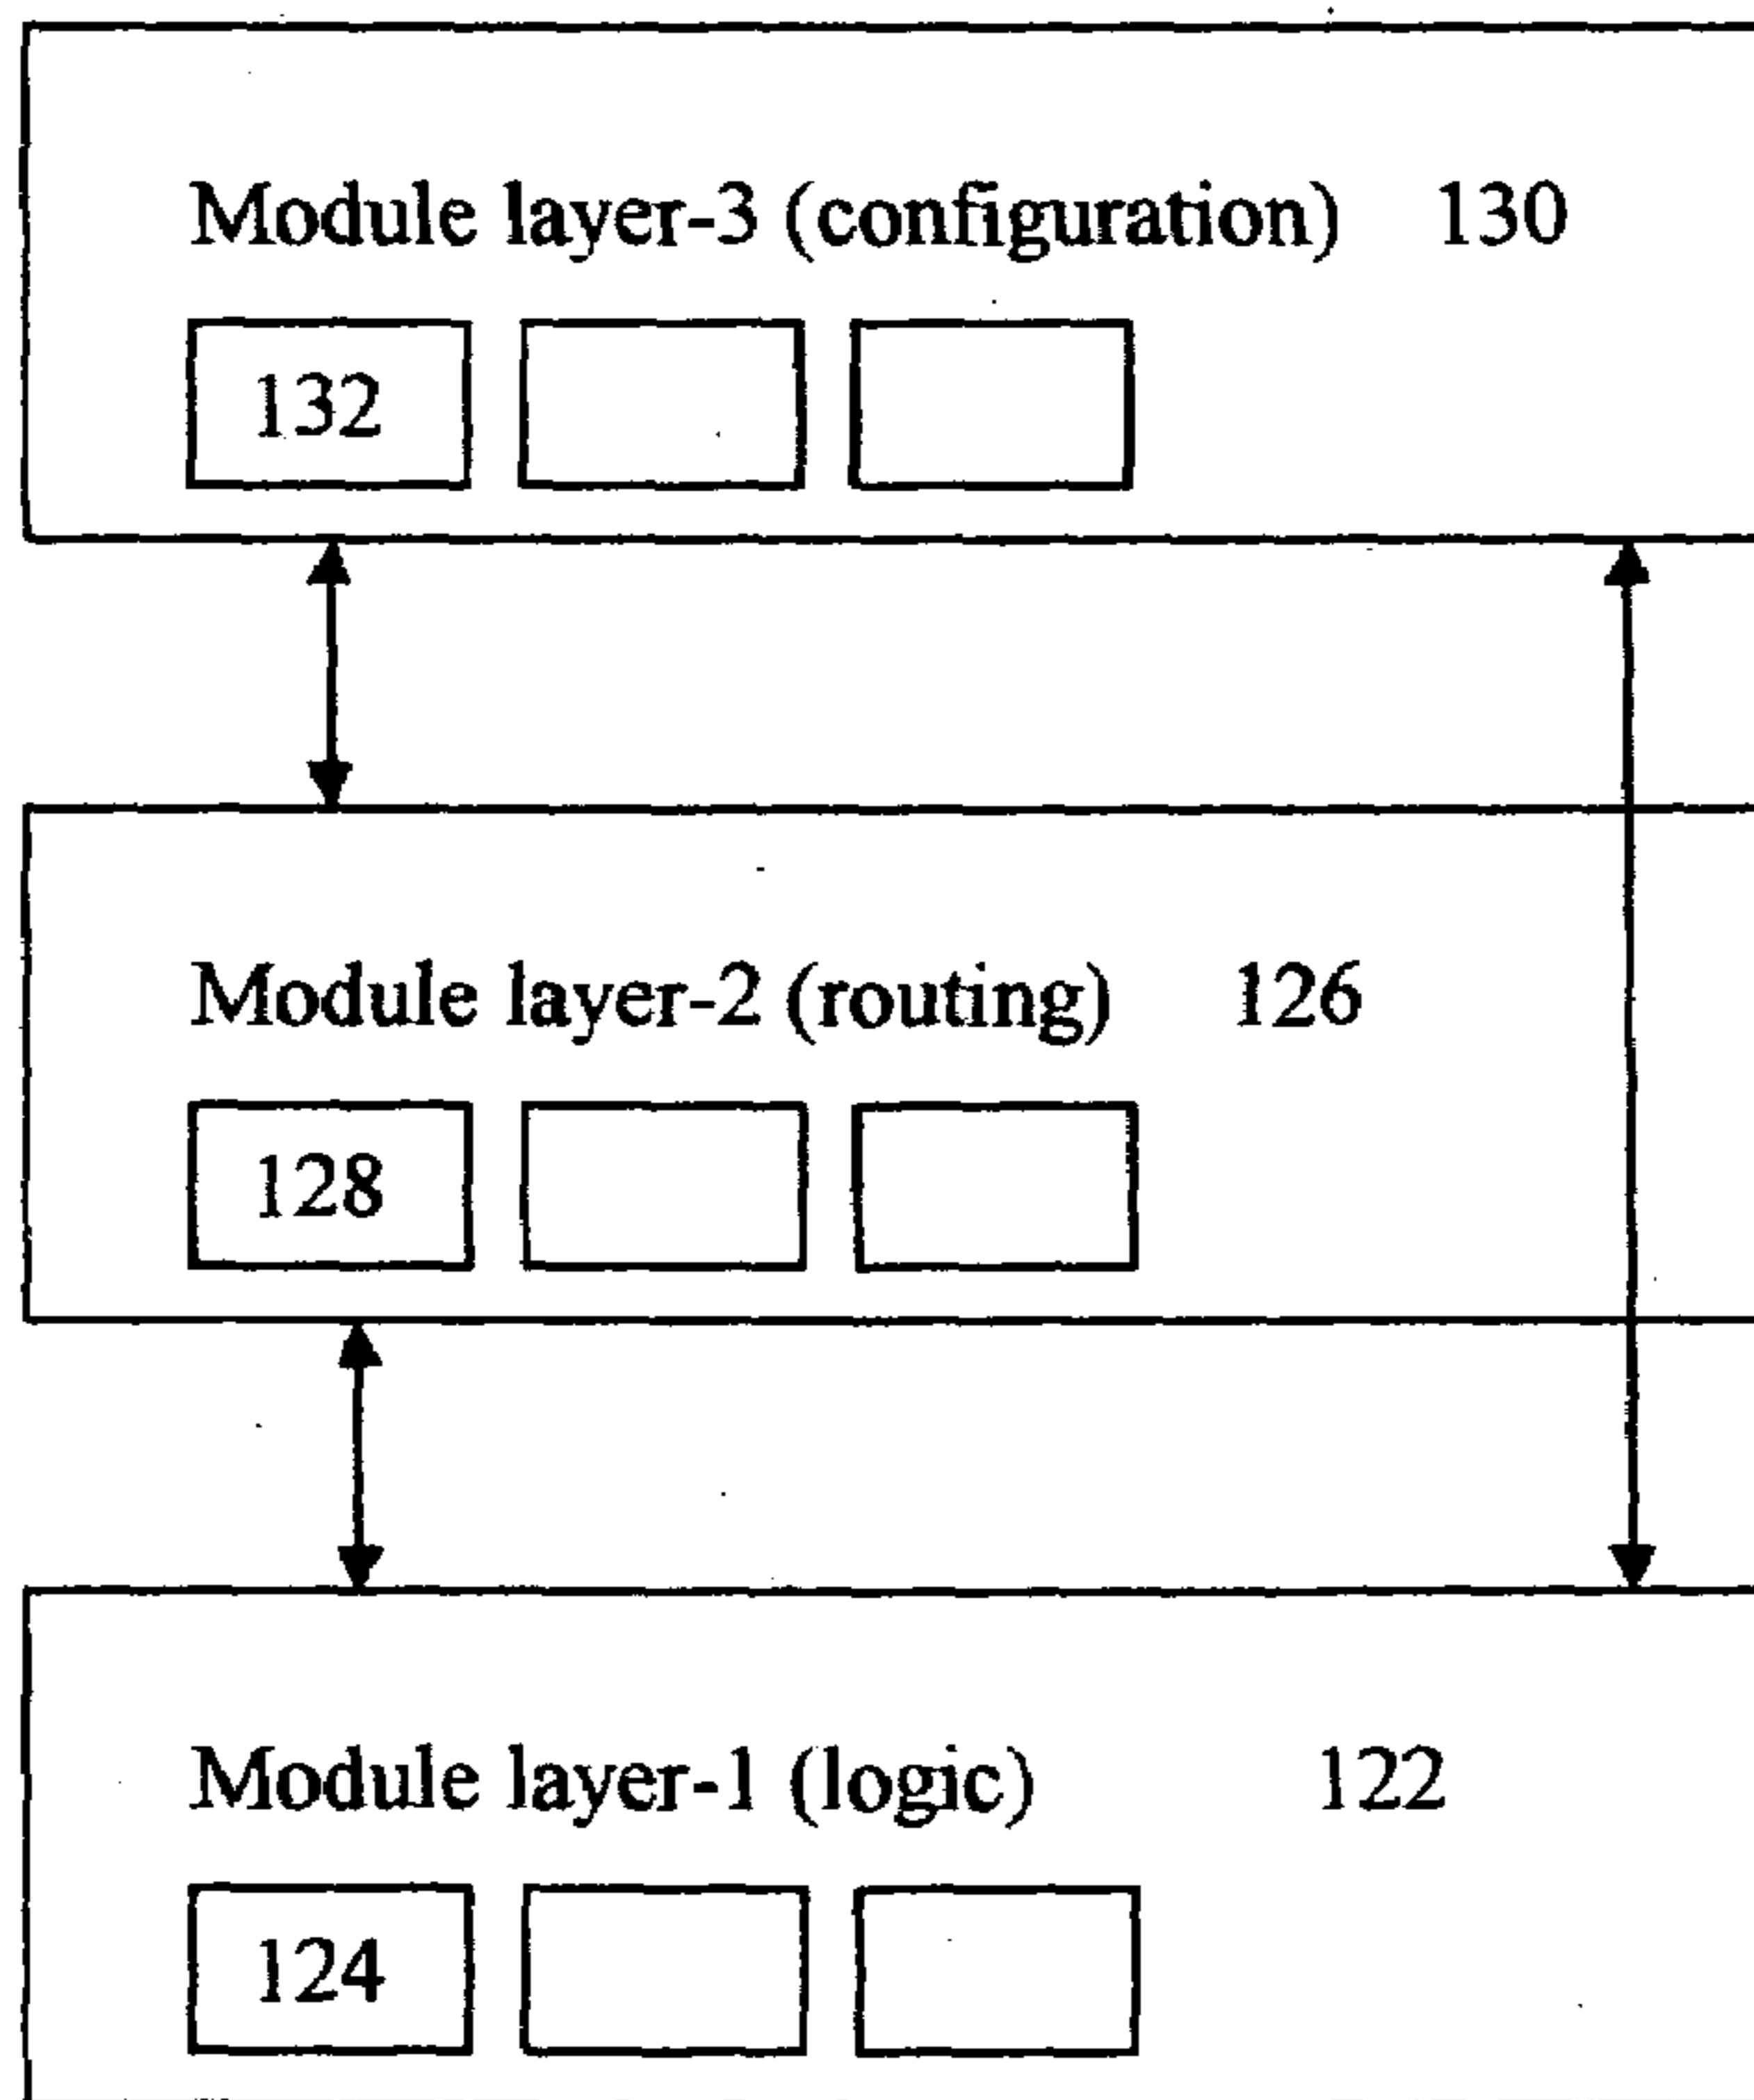 Module layer-3 (configuration) 130
132
Module layer-2 (routing) 126
128
Module layer-1 (logic) 122
124